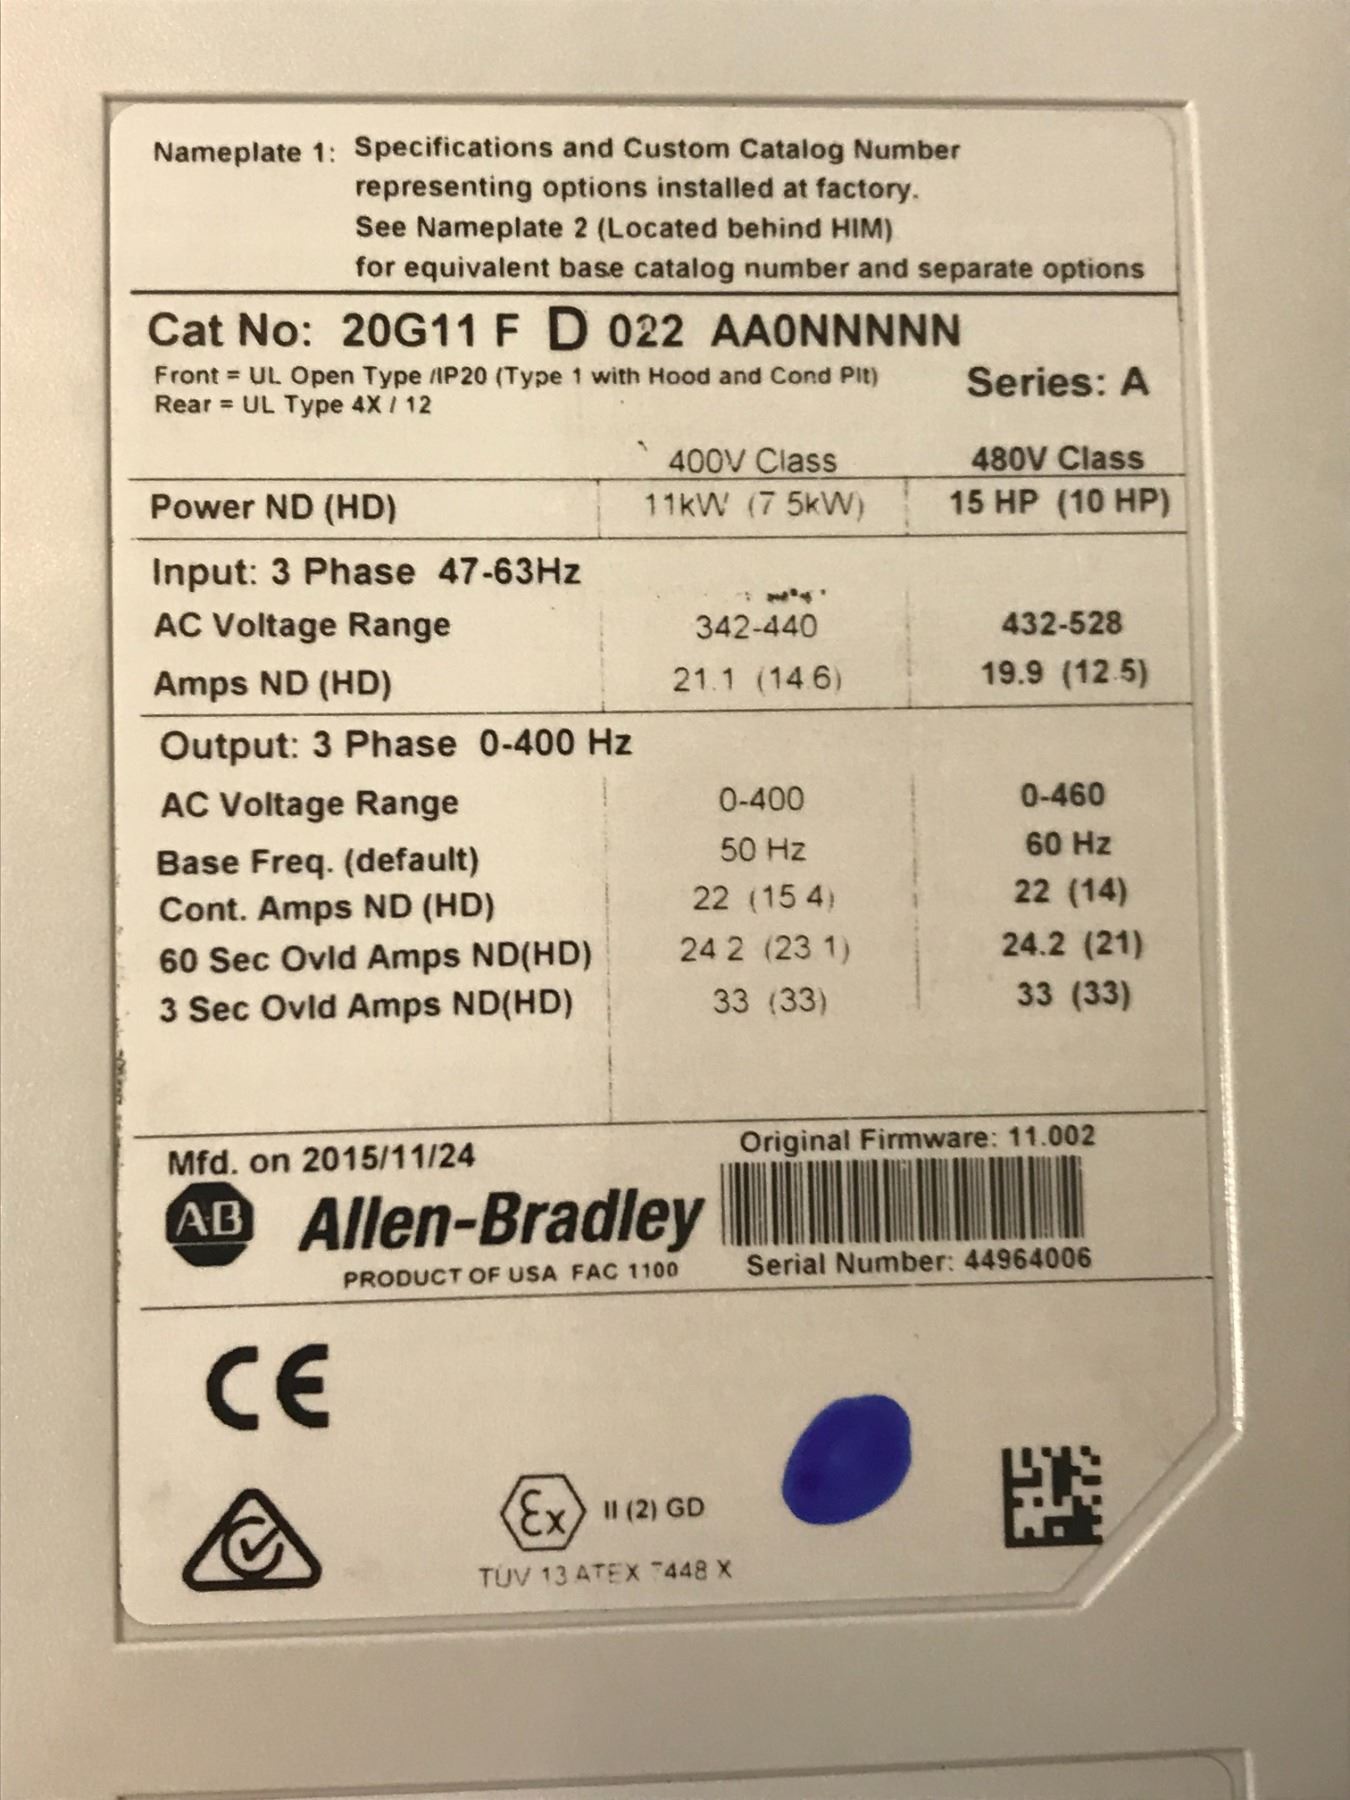 Nameplate 1: Specifications and Custom Catalog Number
representing options installed at factory.
See Nameplate 2 (Located behind HIM)
for equivalent base catalog number and separate options
Cat No: 20G11 F D 022 AA0NNNNN
Front = UL Open Type /IP20 (Type 1 with Hood and Cond Plt)
Series: A
Rear = UL Type 4X / 12
400V Class 480V Class
Power ND (HD) 11kW (7 5kW) 15 HP (10 HP)
Input: 3 Phase 47-63Hz
AC Voltage Range 342-440 432-528
Amps ND (HD) 21.1 (14.6) 19.9 (12.5)
Output: 3 Phase 0-400 Hz
AC Voltage Range 0-400 0-460
Base Freq. (default) 50 Hz 60 Hz
Cont. Amps ND (HD) 22 (15 4) 22 (14)
60 Sec Ovld Amps ND(HD) 24 2 (23 1) 24.2 (21)
3 Sec Ovld Amps ND(HD) 33 (33) 33 (33)
Mfd. on 2015/11/24
Original Firmware: 11.002
AB Allen-Bradley
PRODUCT OF USA FAC 1100
Serial Number: 44964006
CE
Ex II (2) GD
TÜV 13 ATEX 7448 X